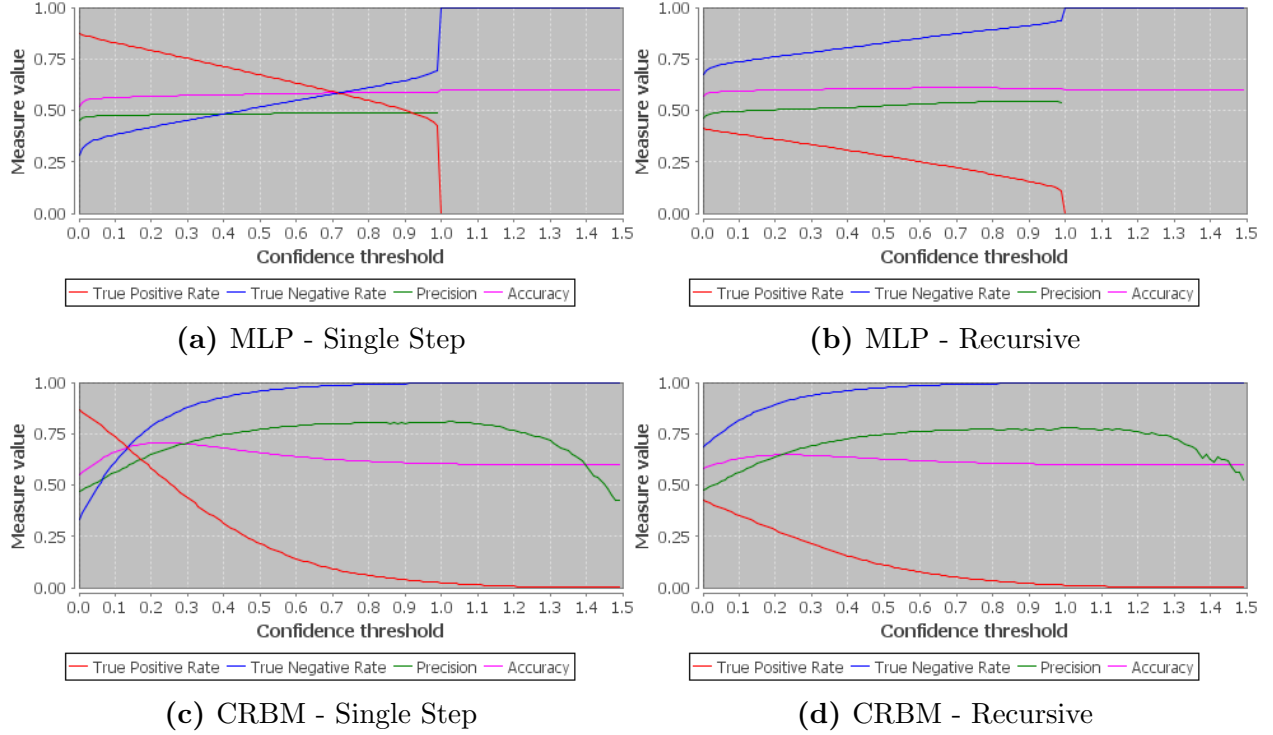 1.00
0.75
0.50
0.25
0.00
Measure value
0.0 0.1 0.2 0.3 0.4 0.5 0.6 0.7 0.8 0.9 1.0 1.1 1.2 1.3 1.4 1.5
Confidence threshold
True Positive Rate True Negative Rate Precision Accuracy
(a) MLP - Single Step
1.00
0.75
0.50
0.25
0.00
Measure value
0.0 0.1 0.2 0.3 0.4 0.5 0.6 0.7 0.8 0.9 1.0 1.1 1.2 1.3 1.4 1.5
Confidence threshold
True Positive Rate True Negative Rate Precision Accuracy
(b) MLP - Recursive
1.00
0.75
0.50
0.25
0.00
Measure value
0.0 0.1 0.2 0.3 0.4 0.5 0.6 0.7 0.8 0.9 1.0 1.1 1.2 1.3 1.4 1.5
Confidence threshold
True Positive Rate True Negative Rate Precision Accuracy
(c) CRBM - Single Step
1.00
0.75
0.50
0.25
0.00
Measure value
0.0 0.1 0.2 0.3 0.4 0.5 0.6 0.7 0.8 0.9 1.0 1.1 1.2 1.3 1.4 1.5
Confidence threshold
True Positive Rate True Negative Rate Precision Accuracy
(d) CRBM - Recursive